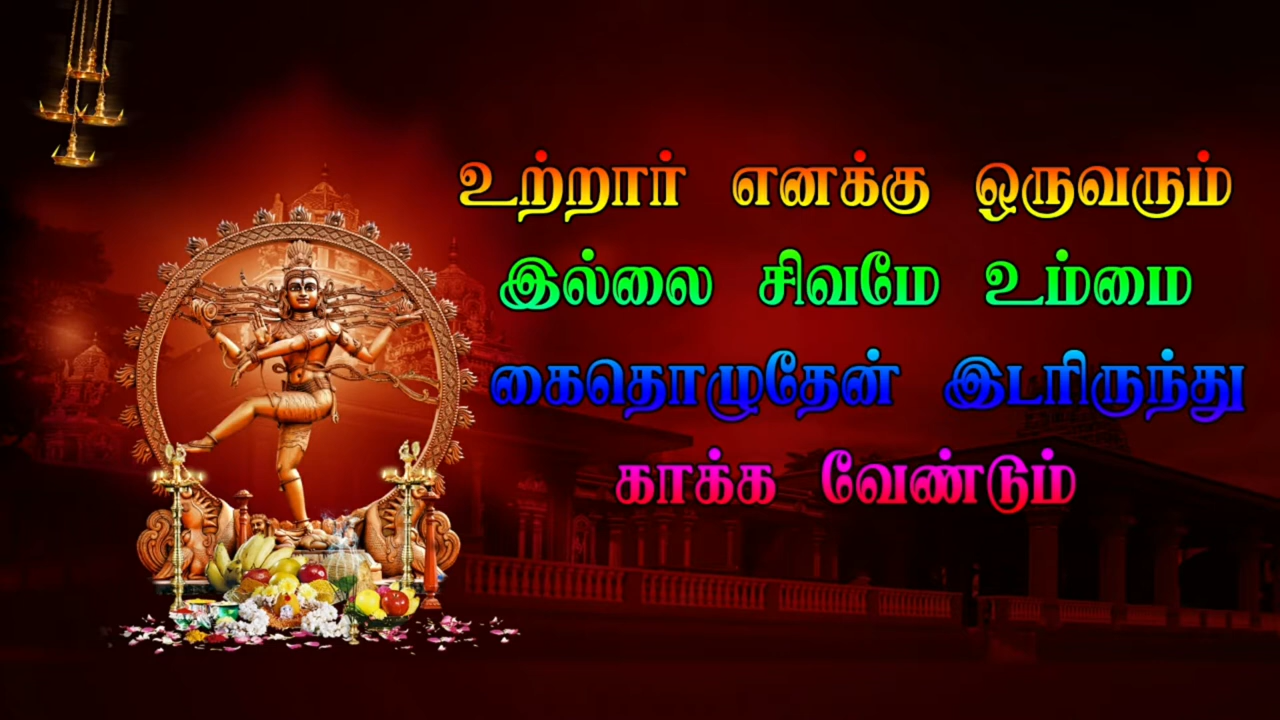 உற்றார் எனக்கு ஒருவரும்
இல்லை சிவமே உம்மை
கைதொழுதேன் இடரிருந்து
காக்க வேண்டும்